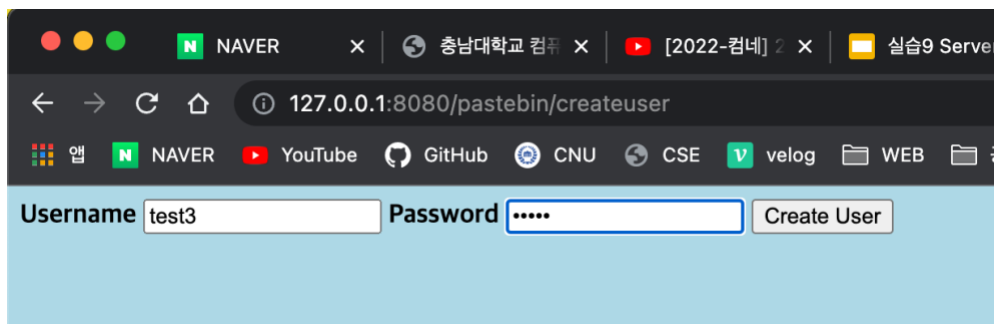 NAVER 충남대학교 컴퓨 [2022-컴네] 2 실습9 Server
127.0.0.1:8080/pastebin/createuser
앱 NAVER YouTube GitHub CNU CSE velog WEB
Username test3 Password ••••• Create User